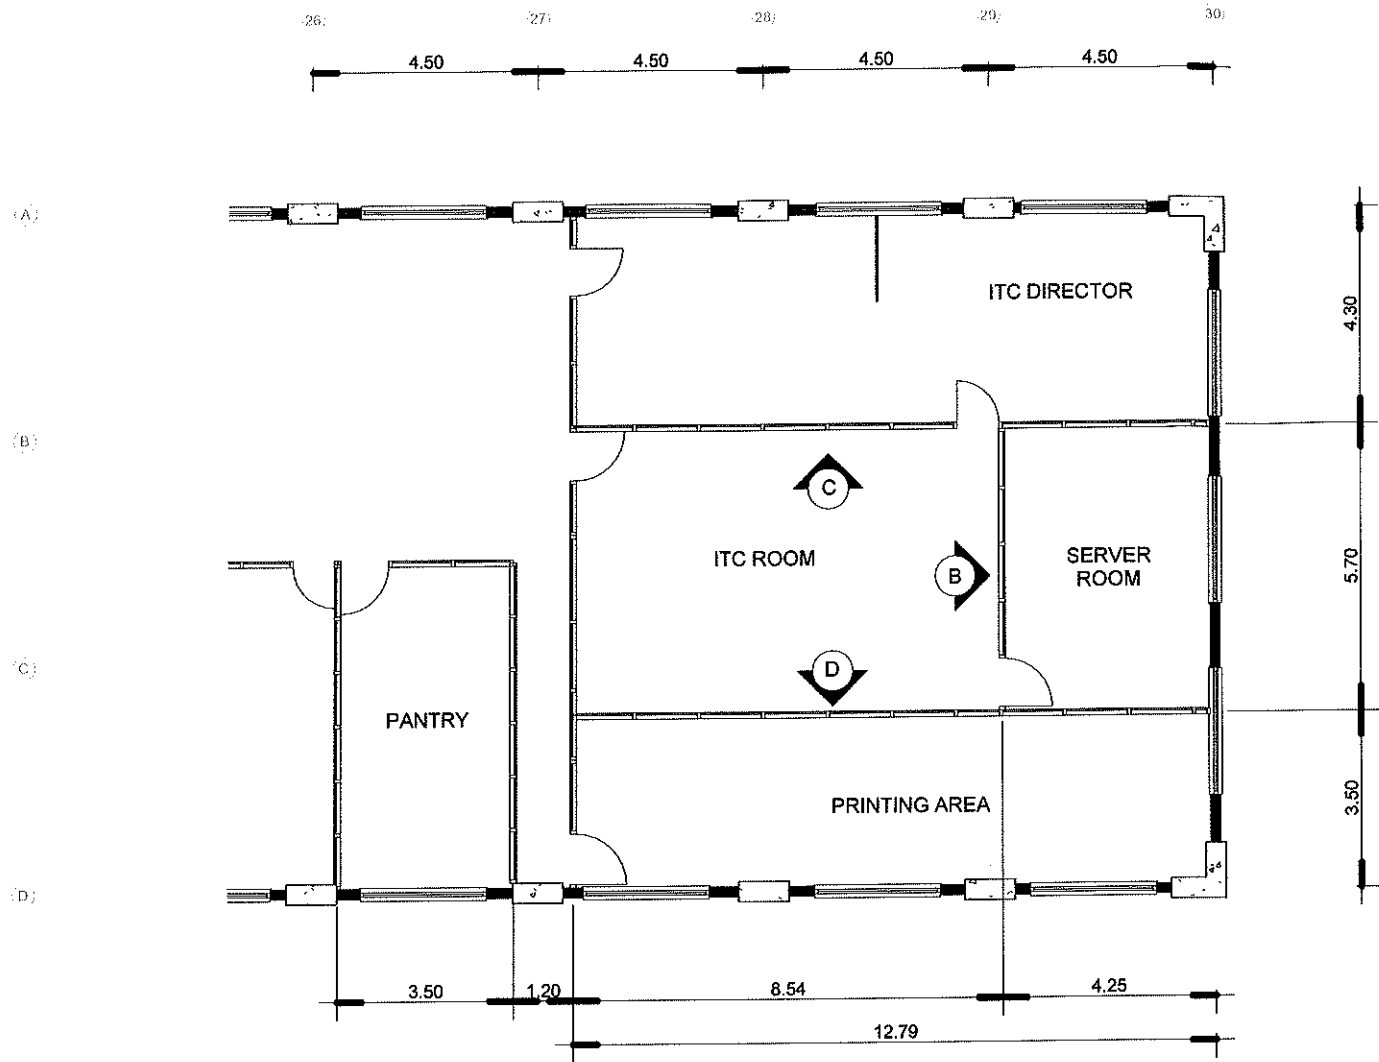 26
27
28
29
30
4.50
4.50
4.50
4.50
A
ITC DIRECTOR
4.30
B
C
ITC ROOM
B
SERVER
ROOM
5.70
C
D
PANTRY
PRINTING AREA
3.50
D
3.50
1.20
8.54
4.25
12.79